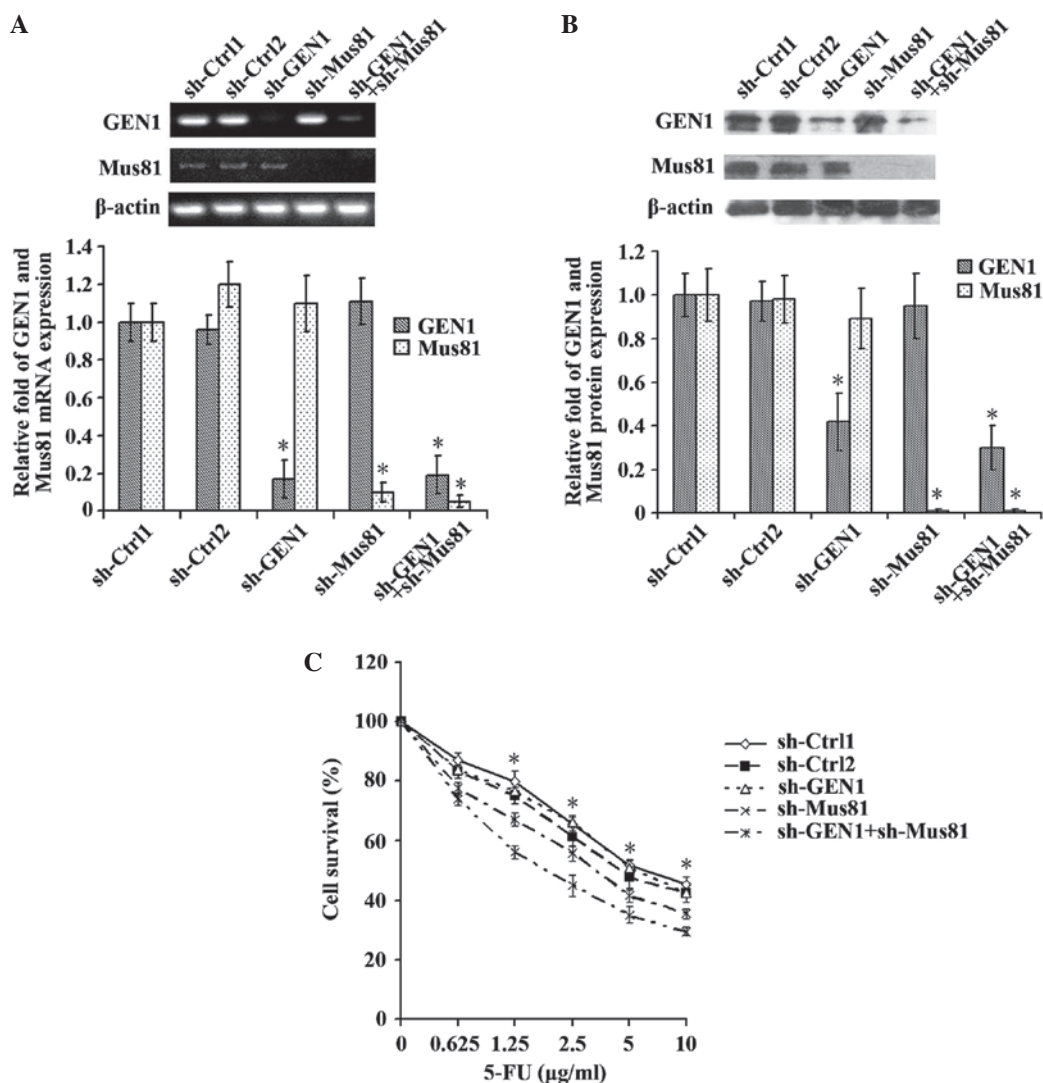 A
sh-Ctrl1
sh-Ctrl2
sh-GEN1
sh-Mus81
sh-GEN1
+sh-Mus81
GEN1
Mus81
β-actin
Relative fold of GEN1 and
Mus81 mRNA expression
1.4
1.2
1.0
0.8
0.6
0.4
0.2
0
*
*
*
*
GEN1
Mus81
sh-Ctrl1
sh-Ctrl2
sh-GEN1
sh-Mus81
sh-GEN1
+sh-Mus81
B
sh-Ctrl1
sh-Ctrl2
sh-GEN1
sh-Mus81
sh-GEN1
+sh-Mus81
GEN1
Mus81
β-actin
Relative fold of GEN1 and
Mus81 protein expression
1.2
1.0
0.8
0.6
0.4
0.2
0
*
*
*
*
GEN1
Mus81
sh-Ctrl1
sh-Ctrl2
sh-GEN1
sh-Mus81
sh-GEN1
+sh-Mus81
C
Cell survival (%)
120
100
80
60
40
20
0
*
*
*
*
0 0.625 1.25 2.5 5 10
5-FU (μg/ml)
sh-Ctrl1
sh-Ctrl2
sh-GEN1
sh-Mus81
sh-GEN1+sh-Mus81